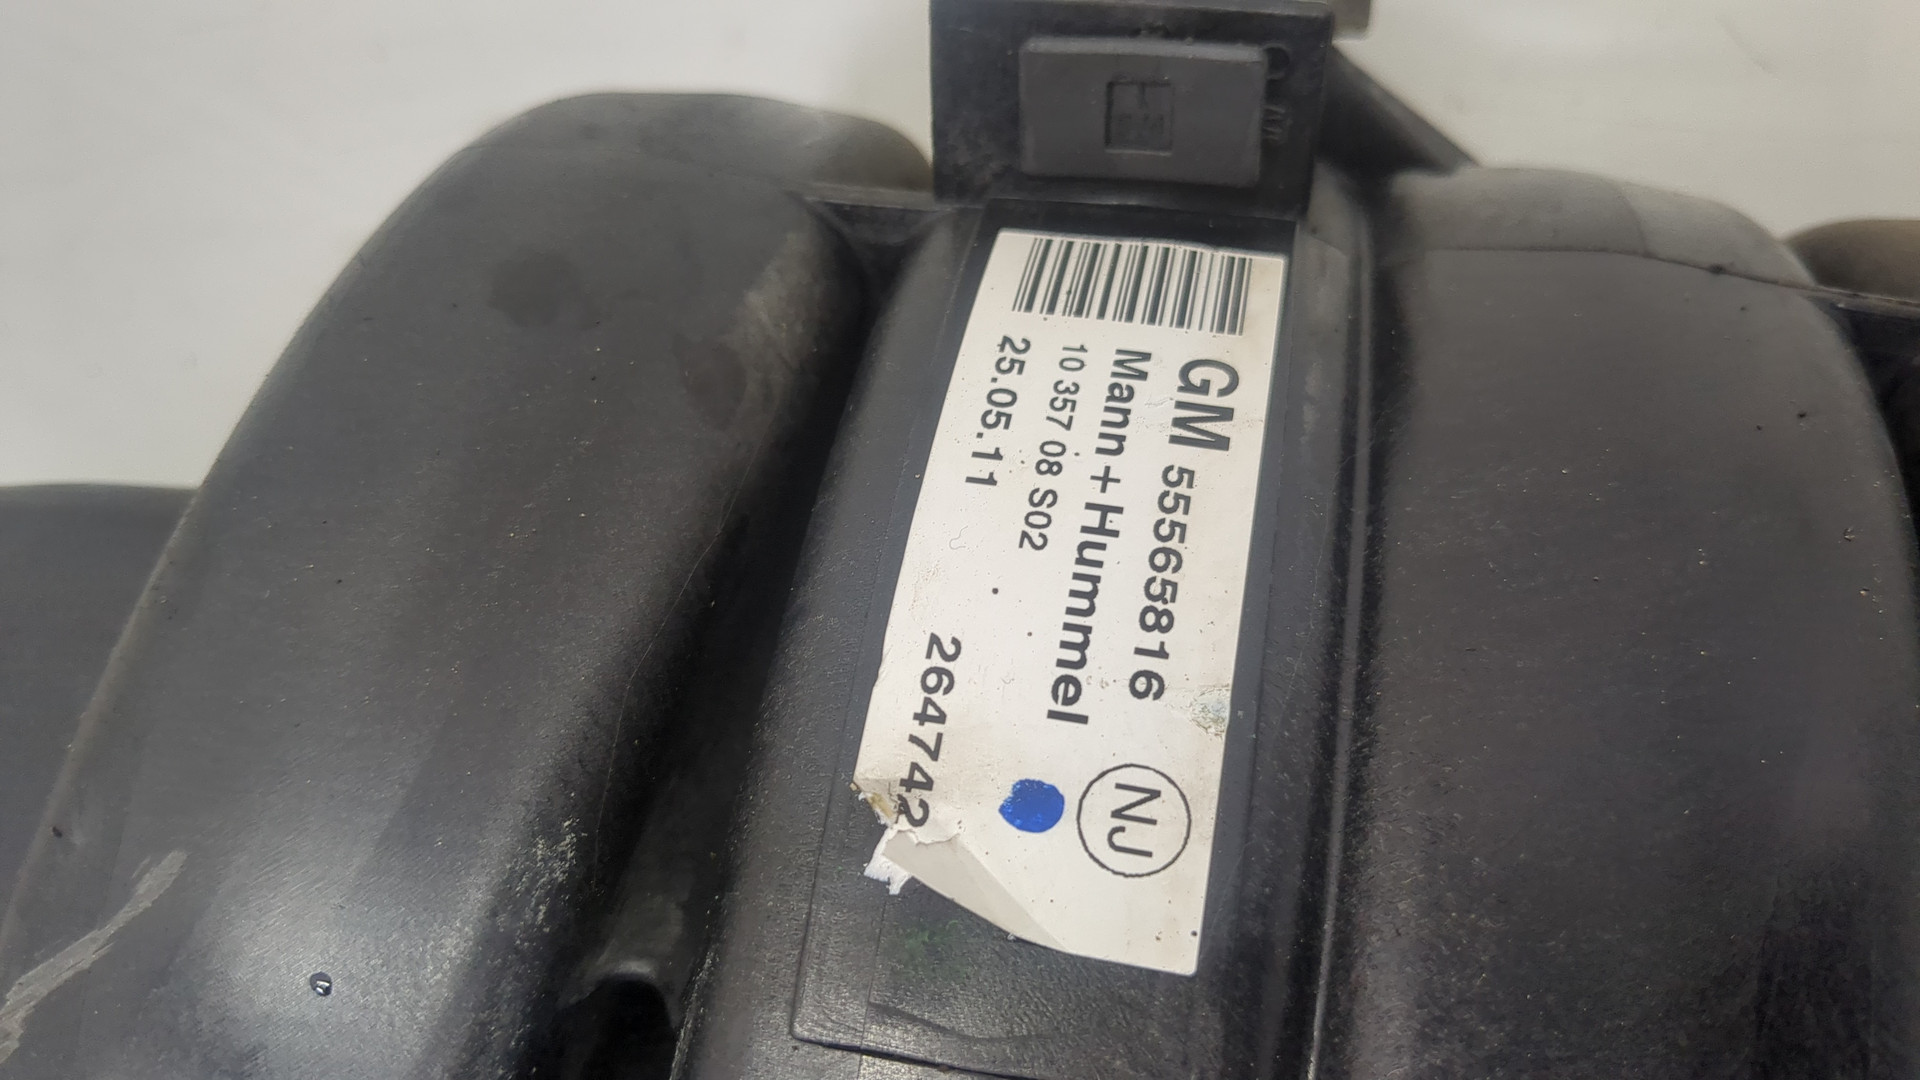 GM 55565816
Mann+Hummel
10 357 08 S02
25.05.11
264742
NJ